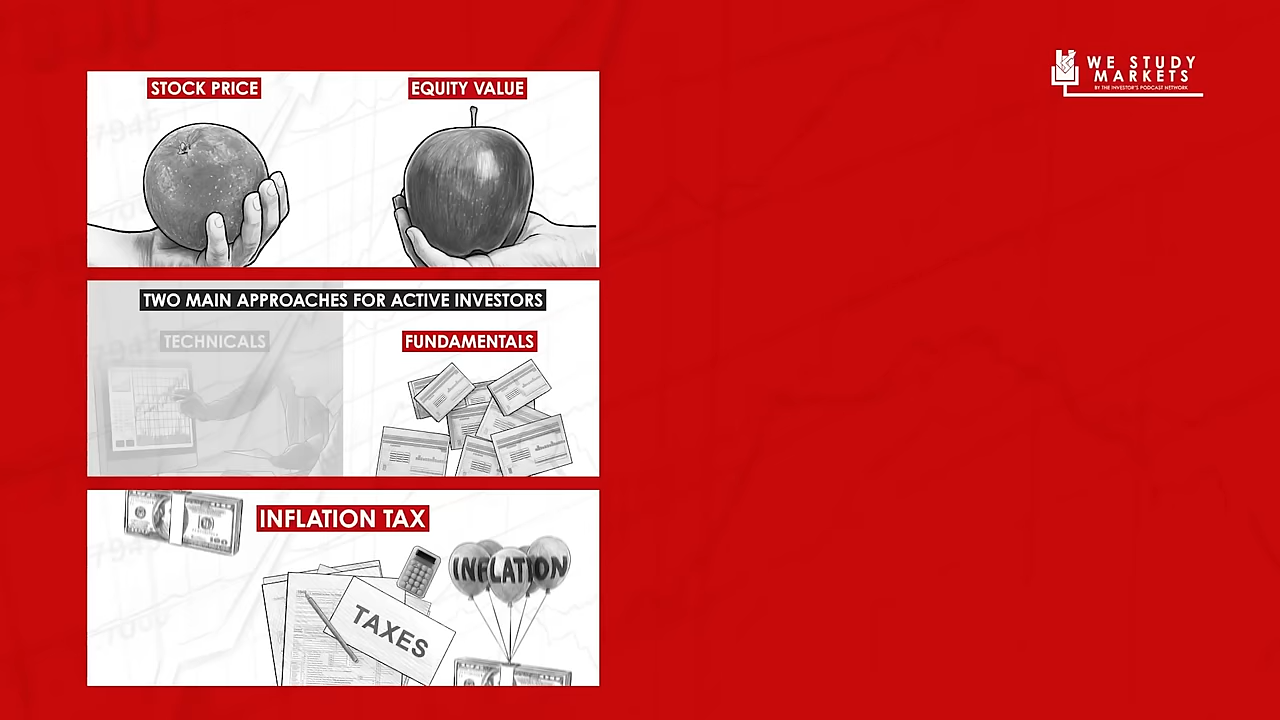 STOCK PRICE
EQUITY VALUE
WE STUDY
MARKETS
BY THE INVESTOR'S PODCAST NETWORK
TWO MAIN APPROACHES FOR ACTIVE INVESTORS
TECHNICALS
FUNDAMENTALS
INFLATION TAX
INFLATION
TAXES
100